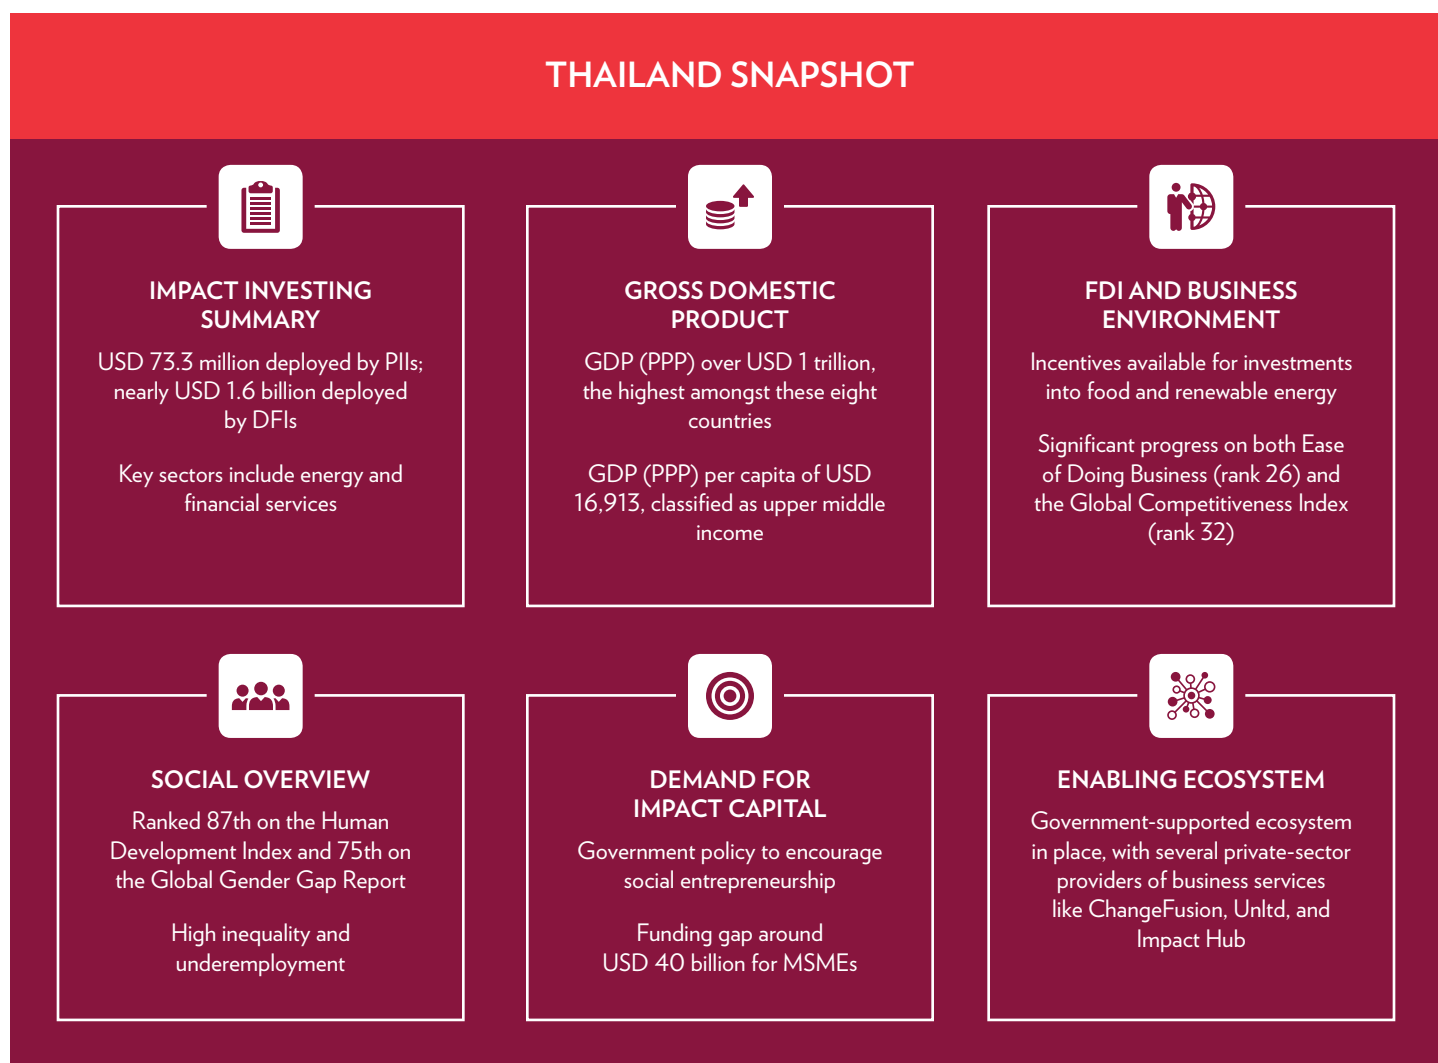 THAILAND SNAPSHOT
IMPACT INVESTING
SUMMARY
USD 73.3 million deployed by PIIs;
nearly USD 1.6 billion deployed
by DFIs
Key sectors include energy and
financial services
GROSS DOMESTIC
PRODUCT
GDP (PPP) over USD 1 trillion,
the highest amongst these eight
countries
GDP (PPP) per capita of USD
16,913, classified as upper middle
income
FDI AND BUSINESS
ENVIRONMENT
Incentives available for investments
into food and renewable energy
Significant progress on both Ease
of Doing Business (rank 26) and
the Global Competitiveness Index
(rank 32)
SOCIAL OVERVIEW
Ranked 87th on the Human
Development Index and 75th on
the Global Gender Gap Report
High inequality and
underemployment
DEMAND FOR
IMPACT CAPITAL
Government policy to encourage
social entrepreneurship
Funding gap around
USD 40 billion for MSMEs
ENABLING ECOSYSTEM
Government-supported ecosystem
in place, with several private-sector
providers of business services
like ChangeFusion, Unltd, and
Impact Hub